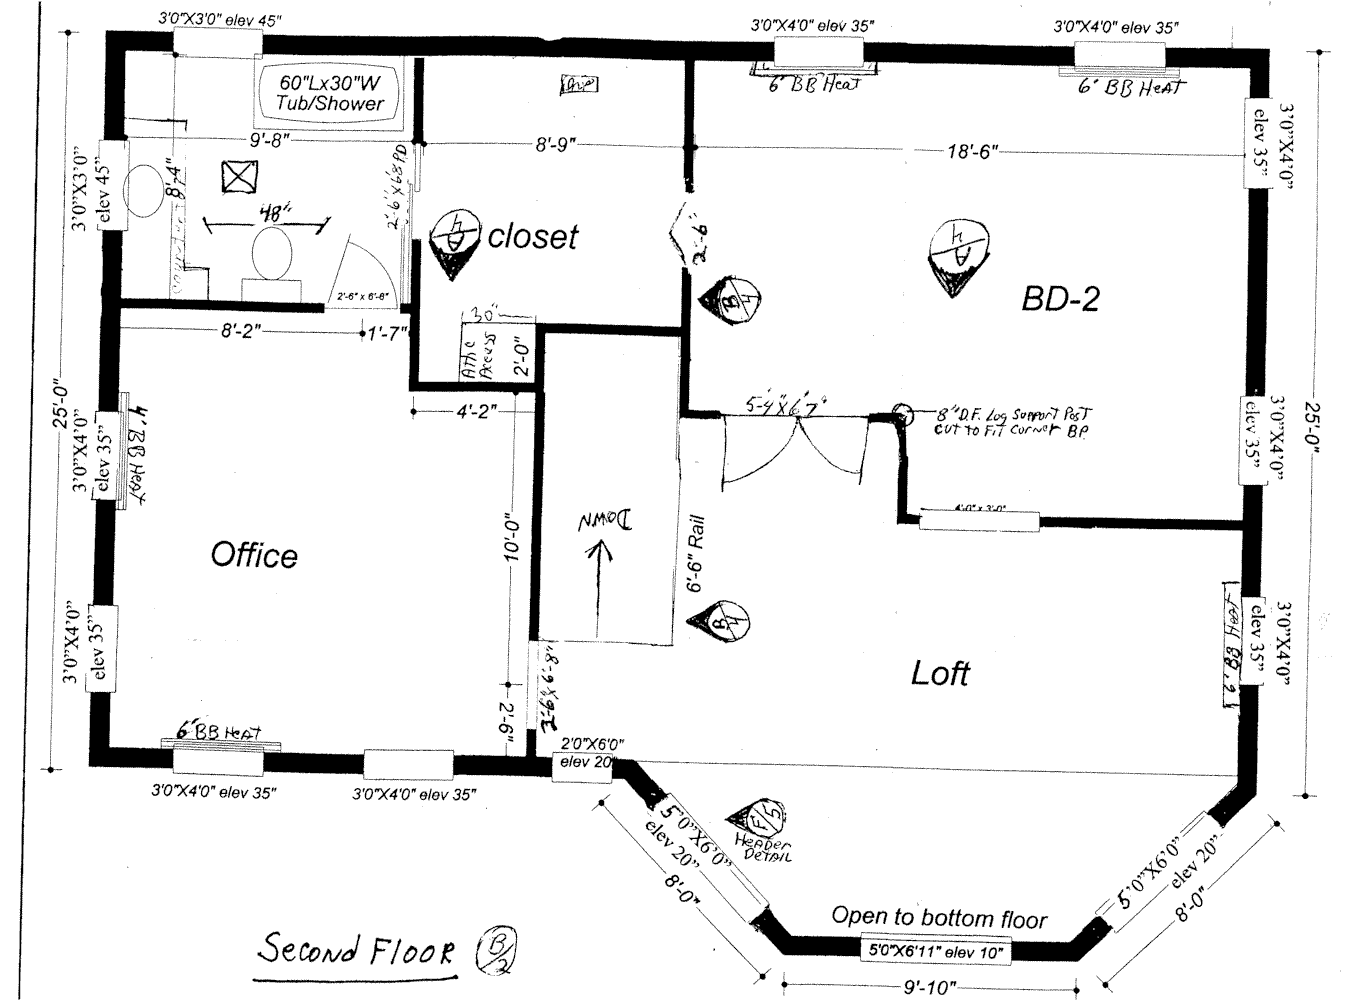 3'0"X3'0" elev 45"
3'0"X4'0" elev 35"
3'0"X4'0" elev 35"
60"Lx30"W
Tub/Shower
6' BB Heat
6' BB HeAT
9'-8"
8'-9"
18'-6"
3'0"X4'0"
elev 35"
3'0"X3'0"
elev 45"
8'-4"
2'-6"x68PD
48"
closet
A
4
A
4
2'-6"
B
4
BD-2
2'-6" x 6'-8"
8'-2"
1'-7"
30"
Attic
Access
2'-0"
25'-0"
4'-2"
5'-4"x6'7"
8" D.F. Log Support Post
CUT to FIT Corner BP.
25'-0"
3'0"X4'0"
elev 35"
4' BB HeAT
3'0"X4'0"
elev 35"
4'-0" x 3'-0"
DOWN
10'-0"
6'-6" Rail
Office
B
4
Loft
6' BB Heat
3'0"X4'0"
elev 35"
3'0"X4'0"
elev 35"
2'-6"
2'-6"x6'-8"
6' BB HeAT
2'0"X6'0"
elev 20"
3'0"X4'0" elev 35"
3'0"X4'0" elev 35"
5'0"X6'0"
elev 20"
8'-0"
F/5
HeADer
DeTAIL
5'0"X6'0"
elev 20"
8'-0"
Open to bottom floor
5'0"X6'11" elev 10"
9'-10"
Second FLOOR
B/2